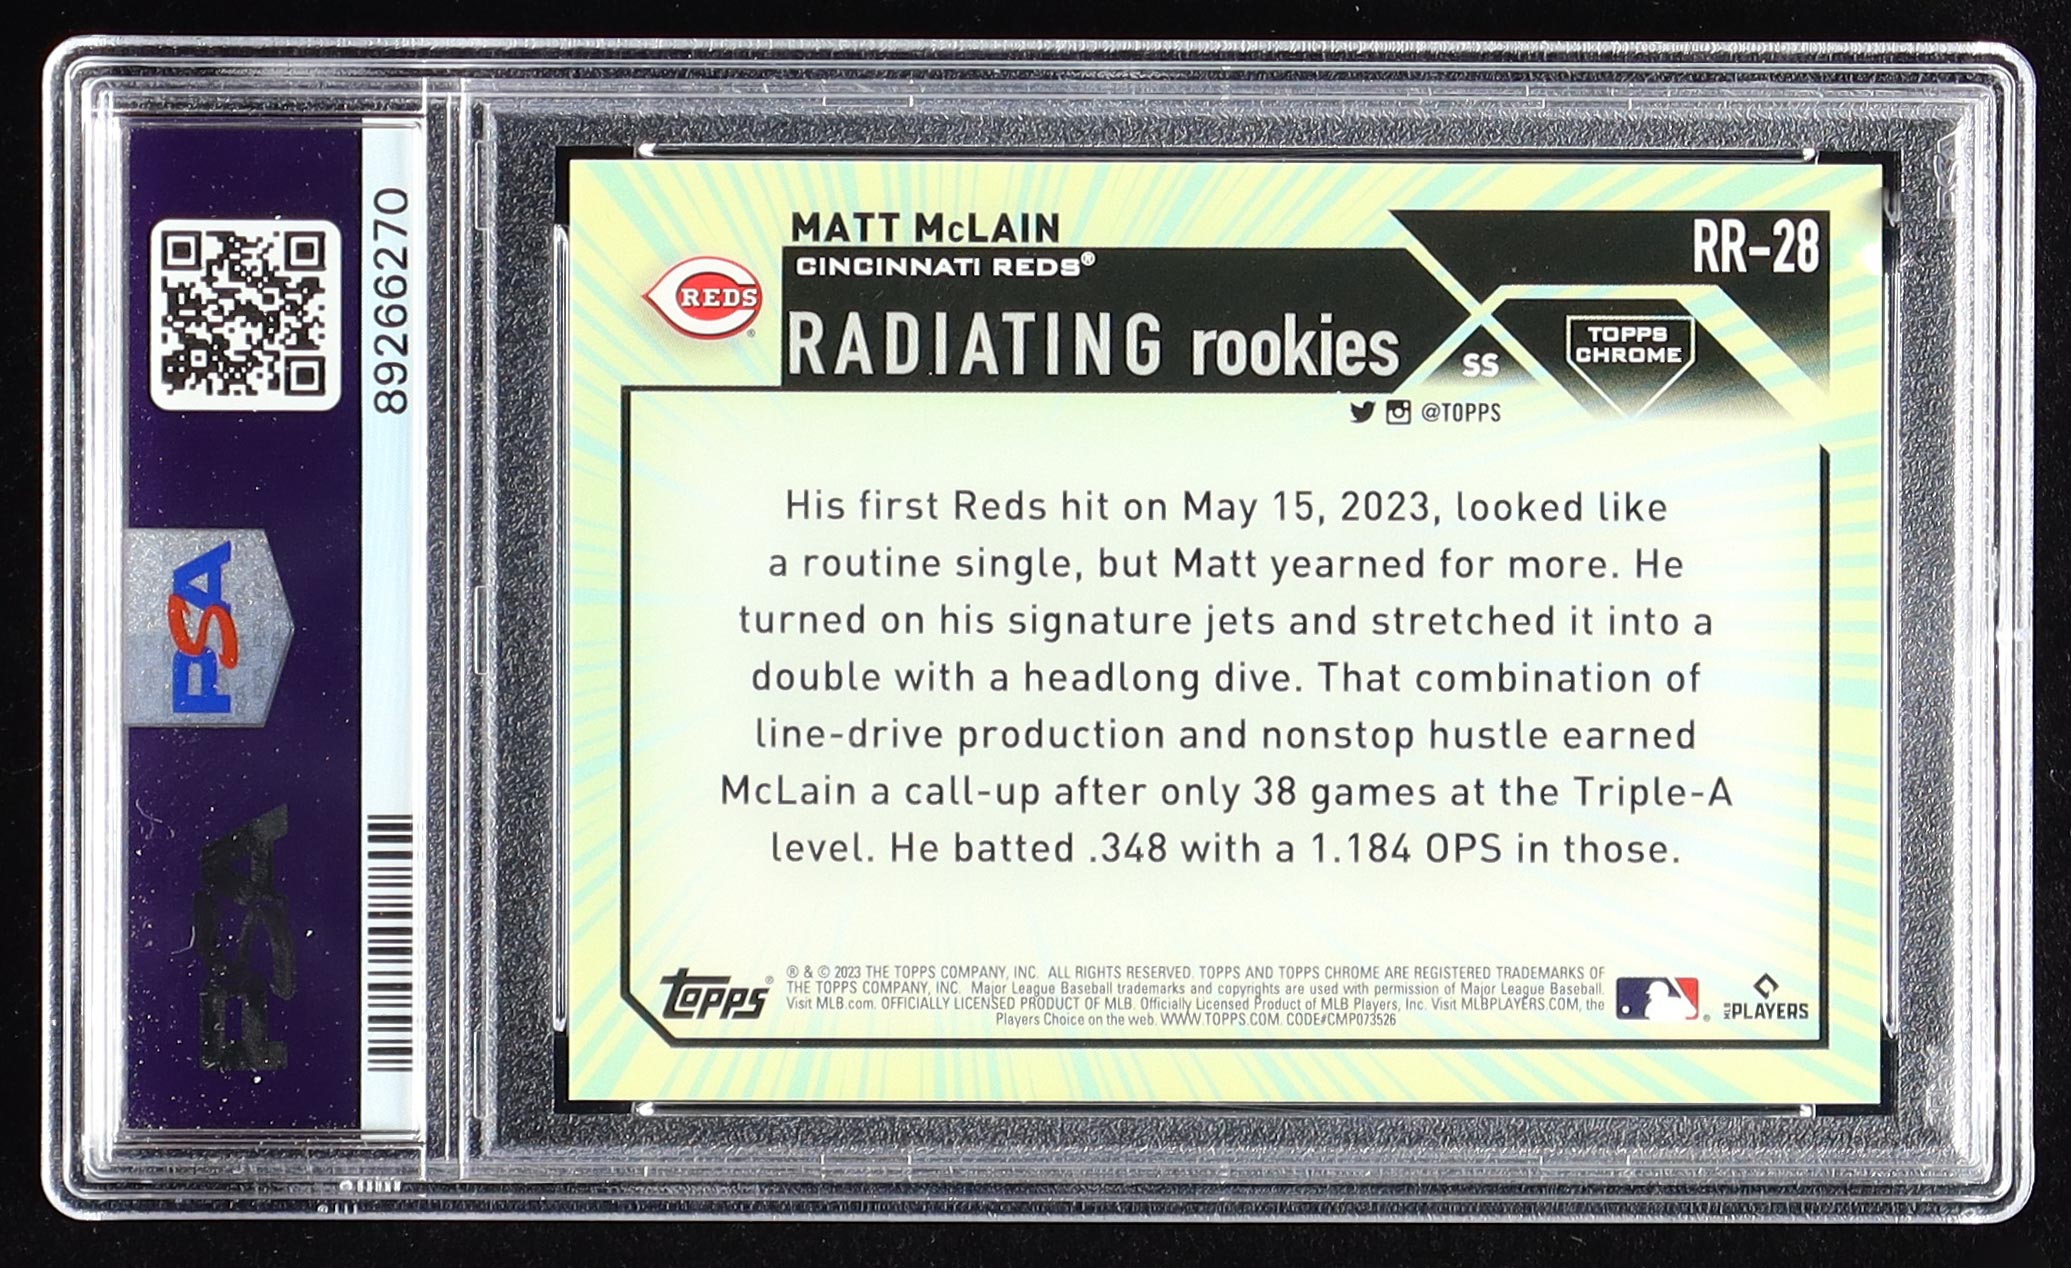 89266270
PSA
PSA
MATT McLAIN
CINCINNATI REDS®
RADIATING rookies
REDS
®
SS
RR-28
TOPPS
CHROME
@TOPPS
His first Reds hit on May 15, 2023, looked like
a routine single, but Matt yearned for more. He
turned on his signature jets and stretched it into a
double with a headlong dive. That combination of
line-drive production and nonstop hustle earned
McLain a call-up after only 38 games at the Triple-A
level. He batted .348 with a 1.184 OPS in those.
topps®
® & © 2023 THE TOPPS COMPANY, INC. ALL RIGHTS RESERVED. TOPPS AND TOPPS CHROME ARE REGISTERED TRADEMARKS OF
THE TOPPS COMPANY, INC. Major League Baseball trademarks and copyrights are used with permission of Major League Baseball.
Visit MLB.com. OFFICIALLY LICENSED PRODUCT OF MLB. Officially Licensed Product of MLB Players, Inc. Visit MLBPLAYERS.COM, the
Players Choice on the web. WWW.TOPPS.COM. CODE#CMP073526
®
MLB PLAYERS